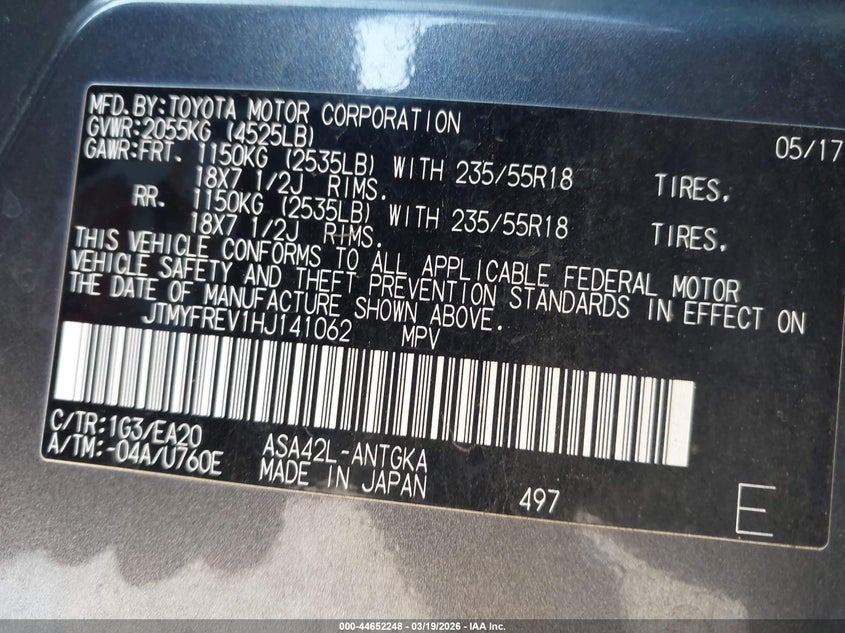 MFD.BY:TOYOTA MOTOR CORPORATION 05/17
GVWR:2055KG (4525LB)
GAWR:FRT. 1150KG (2535LB) WITH 235/55R18 TIRES,
18X7 1/2J RIMS.
RR. 1150KG (2535LB) WITH 235/55R18 TIRES,
18X7 1/2J RIMS.
THIS VEHICLE CONFORMS TO ALL APPLICABLE FEDERAL MOTOR
VEHICLE SAFETY AND THEFT PREVENTION STANDARDS IN EFFECT ON
THE DATE OF MANUFACTURE SHOWN ABOVE.
JTMYFREV1HJ141062 MPV
C/TR:1G3/EA20 ASA42L-ANTGKA
A/TM:-04A/U760E MADE IN JAPAN 497 E
000-44652248 - 03/19/2026 - IAA Inc.